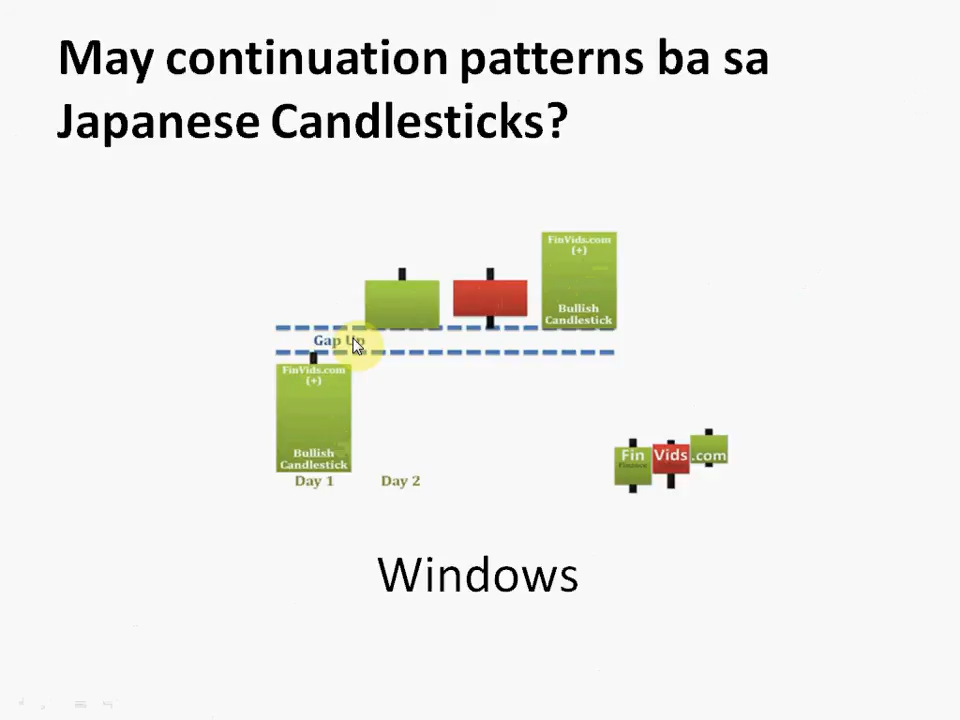 May continuation patterns ba sa
Japanese Candlesticks?
FinVids.com
(+)
Bullish
Candlestick
Gap Up
FinVids.com
(+)
Bullish
Candlestick
Day 1 Day 2
Fin Vids .com
Finance
Windows